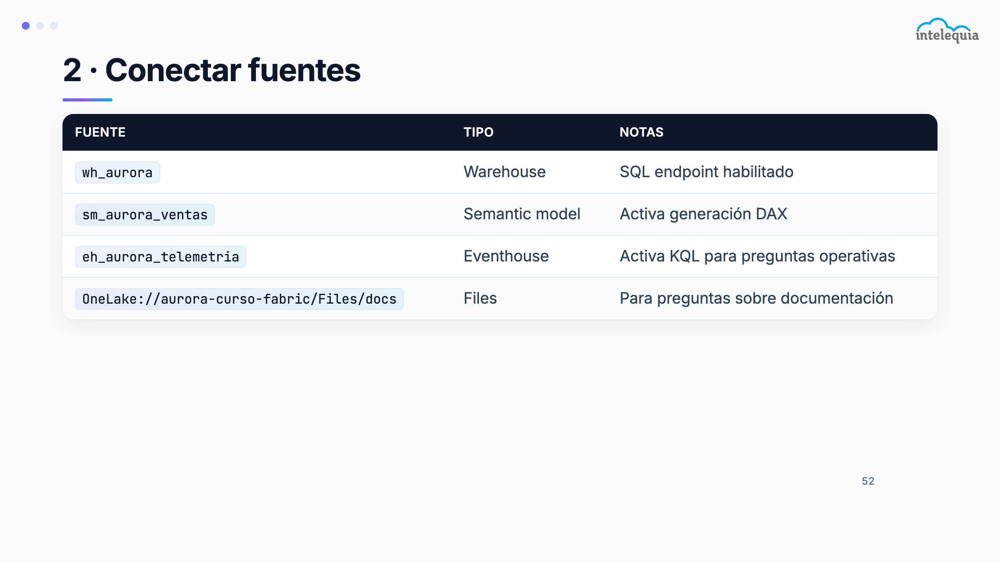 intelequia
2 · Conectar fuentes
FUENTE TIPO NOTAS
wh_aurora Warehouse SQL endpoint habilitado
sm_aurora_ventas Semantic model Activa generación DAX
eh_aurora_telemetria Eventhouse Activa KQL para preguntas operativas
OneLake://aurora-curso-fabric/Files/docs Files Para preguntas sobre documentación
52